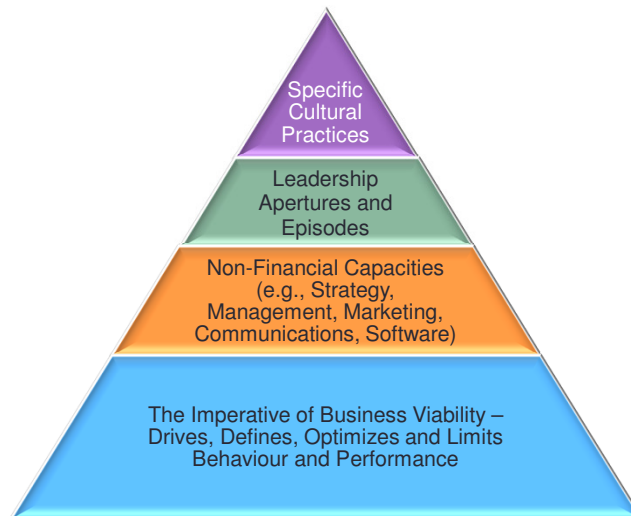 Specific
Cultural
Practices
Leadership
Apertures and
Episodes
Non-Financial Capacities
(e.g., Strategy,
Management, Marketing,
Communications, Software)
The Imperative of Business Viability –
Drives, Defines, Optimizes and Limits
Behaviour and Performance